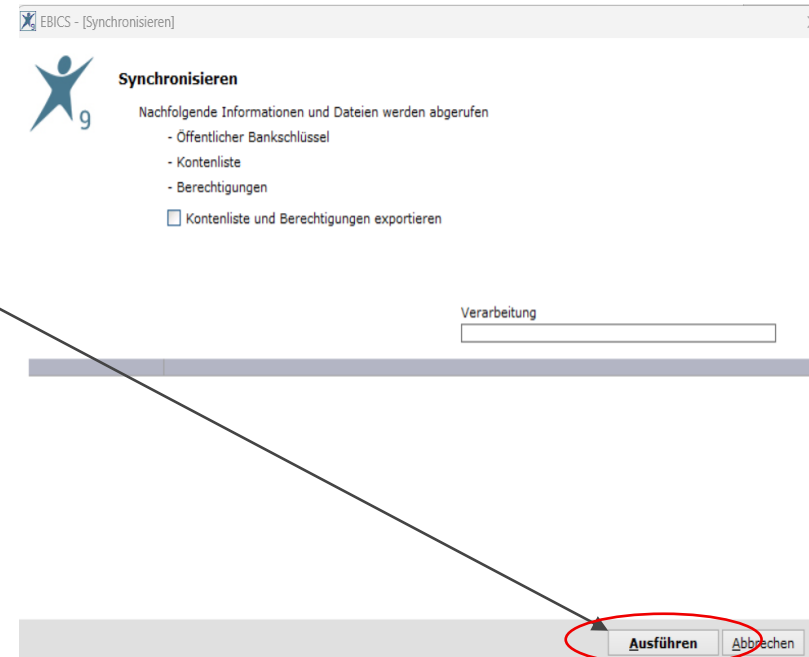 EBICS - [Synchronisieren]
Synchronisieren
9
Nachfolgende Informationen und Dateien werden abgerufen
- Öffentlicher Bankschlüssel
- Kontenliste
- Berechtigungen
Kontenliste und Berechtigungen exportieren
Verarbeitung
Ausführen Abbrechen